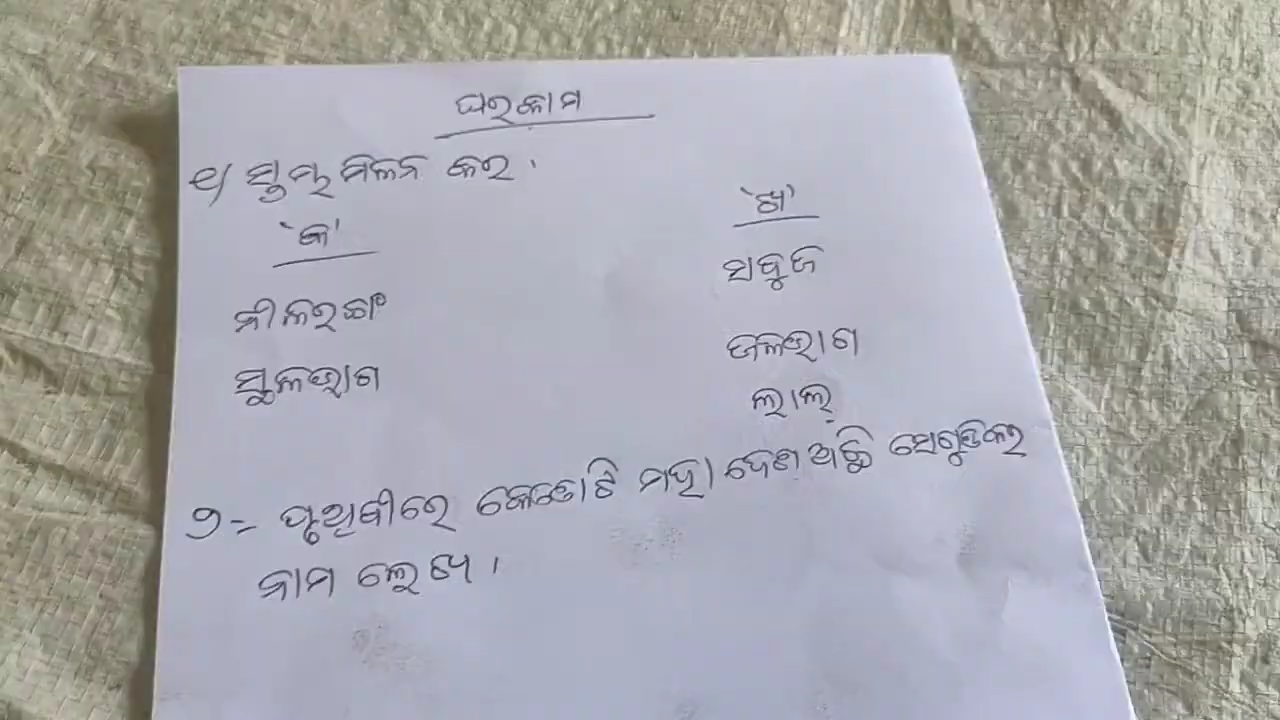 ଘରକାମ
୧/ ସ୍ତମ୍ଭ ମିଳନ କର ।
'କ' 'ଖ'
ନୀଳରଙ୍ଗ ସବୁଜ
ସ୍ଥଳଭାଗ ଜଳଭାଗ
ଲାଲ୍
୨- ପୃଥିବୀରେ କେତୋଟି ମହାଦେଶ ଅଛି ସେଗୁଡିକର
ନାମ ଲେଖ ।